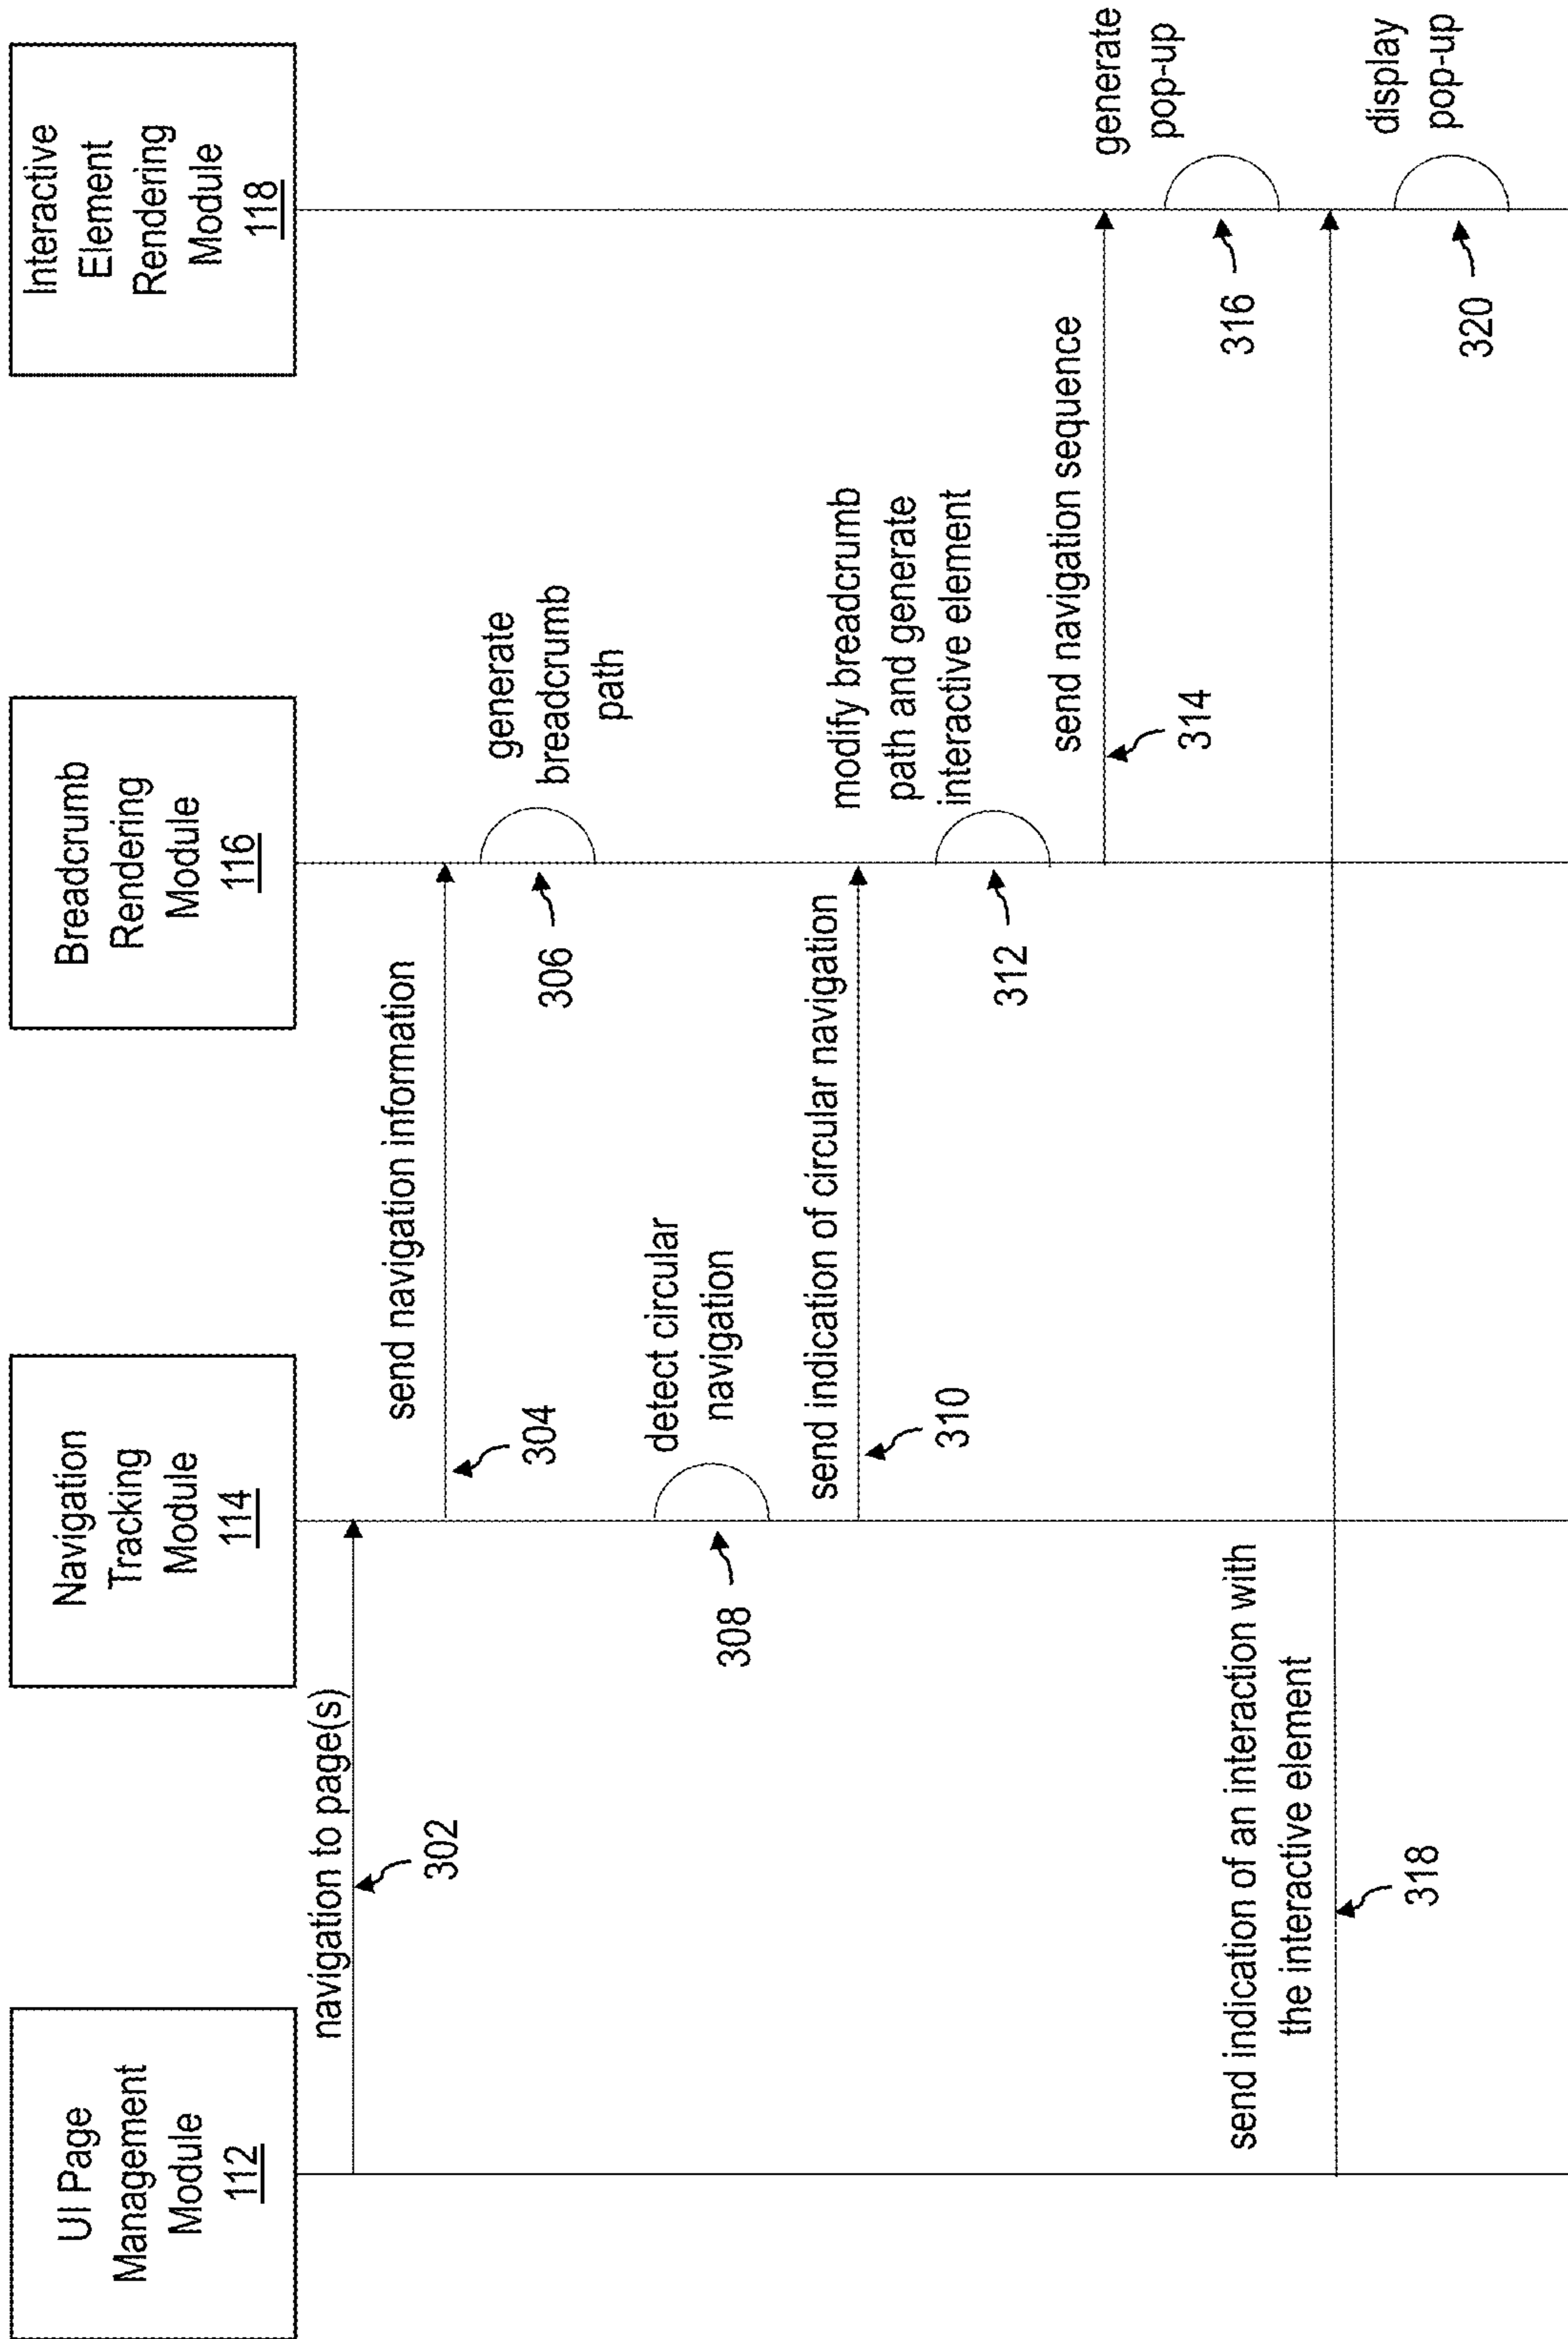 UI Page
Management
Module
112
Navigation
Tracking
Module
114
Breadcrumb
Rendering
Module
116
Interactive
Element
Rendering
Module
118
navigation to page(s)
302
send navigation information
304
generate
breadcrumb
path
306
detect circular
navigation
308
send indication of circular navigation
310
modify breadcrumb
path and generate
interactive element
312
send navigation sequence
314
generate
pop-up
316
send indication of an interaction with
the interactive element
318
display
pop-up
320